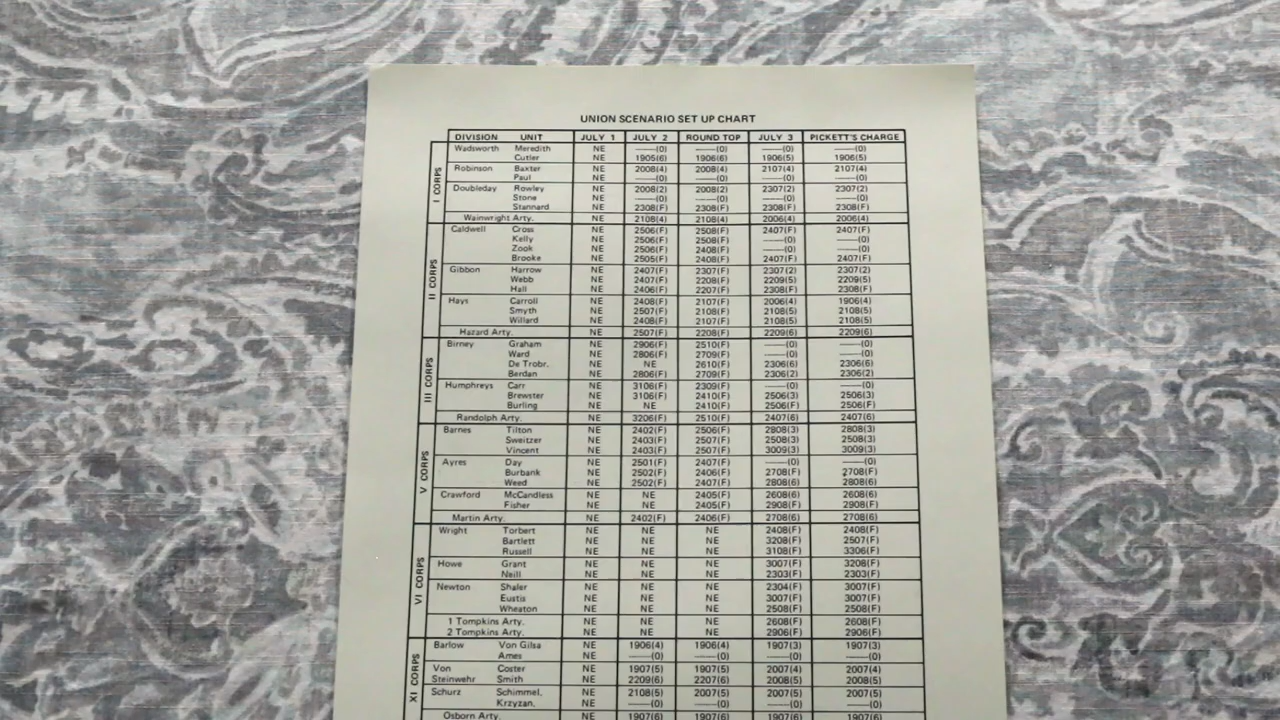 UNION SCENARIO SET UP CHART
DIVISION UNIT JULY 1 JULY 2 ROUND TOP JULY 3 PICKETT'S CHARGE
I CORPS
Wadsworth Meredith NE ——(0) ——(0) ——(0) ——(0)
Cutler NE 1905(6) 1906(6) 1906(5) 1906(5)
Robinson Baxter NE 2008(4) 2008(4) 2107(4) 2107(4)
Paul NE ——(0) ——(0) ——(0) ——(0)
Doubleday Rowley NE 2008(2) 2008(2) 2307(2) 2307(2)
Stone NE ——(0) ——(0) ——(0) ——(0)
Stannard NE 2308(F) 2308(F) 2308(F) 2308(F)
Wainwright Arty. NE 2108(4) 2108(4) 2006(4) 2006(4)
II CORPS
Caldwell Cross NE 2506(F) 2508(F) 2407(F) 2407(F)
Kelly NE 2506(F) 2508(F) ——(0) ——(0)
Zook NE 2506(F) 2408(F) ——(0) ——(0)
Brooke NE 2505(F) 2408(F) 2407(F) 2407(F)
Gibbon Harrow NE 2407(F) 2307(F) 2307(2) 2307(2)
Webb NE 2407(F) 2208(F) 2209(5) 2209(5)
Hall NE 2406(F) 2207(F) 2308(F) 2308(F)
Hays Carroll NE 2408(F) 2107(F) 2006(4) 1906(4)
Smyth NE 2507(F) 2108(F) 2108(5) 2108(5)
Willard NE 2408(F) 2107(F) 2108(5) 2108(5)
Hazard Arty. NE 2507(F) 2208(F) 2209(6) 2209(6)
III CORPS
Birney Graham NE 2906(F) 2510(F) ——(0) ——(0)
Ward NE 2806(F) 2709(F) ——(0) ——(0)
De Trobr. NE NE 2610(F) 2306(6) 2306(6)
Berdan NE 2806(F) 2709(F) 2306(2) 2306(2)
Humphreys Carr NE 3106(F) 2309(F) ——(0) ——(0)
Brewster NE 3106(F) 2410(F) 2506(3) 2506(3)
Burling NE NE 2410(F) 2506(F) 2506(F)
Randolph Arty. NE 3206(F) 2510(F) 2407(6) 2407(6)
V CORPS
Barnes Tilton NE 2402(F) 2506(F) 2808(3) 2808(3)
Sweitzer NE 2403(F) 2507(F) 2508(3) 2508(3)
Vincent NE 2403(F) 2507(F) 3009(3) 3009(3)
Ayres Day NE 2501(F) 2407(F) ——(0) ——(0)
Burbank NE 2502(F) 2406(F) 2708(F) 2708(F)
Weed NE 2502(F) 2407(F) 2808(6) 2808(6)
Crawford McCandless NE NE 2405(F) 2608(6) 2608(6)
Fisher NE NE 2405(F) 2908(F) 2908(F)
Martin Arty. NE 2402(F) 2406(F) 2708(6) 2708(6)
VI CORPS
Wright Torbert NE NE NE 2408(F) 2408(F)
Bartlett NE NE NE 3208(F) 2507(F)
Russell NE NE NE 3108(F) 3306(F)
Howe Grant NE NE NE 3007(F) 3208(F)
Neill NE NE NE 2303(F) 2303(F)
Newton Shaler NE NE NE 2304(F) 3007(F)
Eustis NE NE NE 3007(F) 3007(F)
Wheaton NE NE NE 2508(F) 2508(F)
1 Tompkins Arty. NE NE NE 2608(F) 2608(F)
2 Tompkins Arty. NE NE NE 2906(F) 2906(F)
XI CORPS
Barlow Von Gilsa NE 1906(4) 1906(4) 1907(3) 1907(3)
Ames NE ——(0) ——(0) ——(0) ——(0)
Von Coster NE 1907(5) 1907(5) 2007(4) 2007(4)
Steinwehr Smith NE 2209(6) 2207(6) 2008(5) 2008(5)
Schurz Schimmel. NE 2108(5) 2007(5) 2007(5) 2007(5)
Krzyzan. NE ——(0) ——(0) ——(0) ——(0)
Osborn Arty. NE 1907(6) 1907(6) 1907(6) 1907(6)